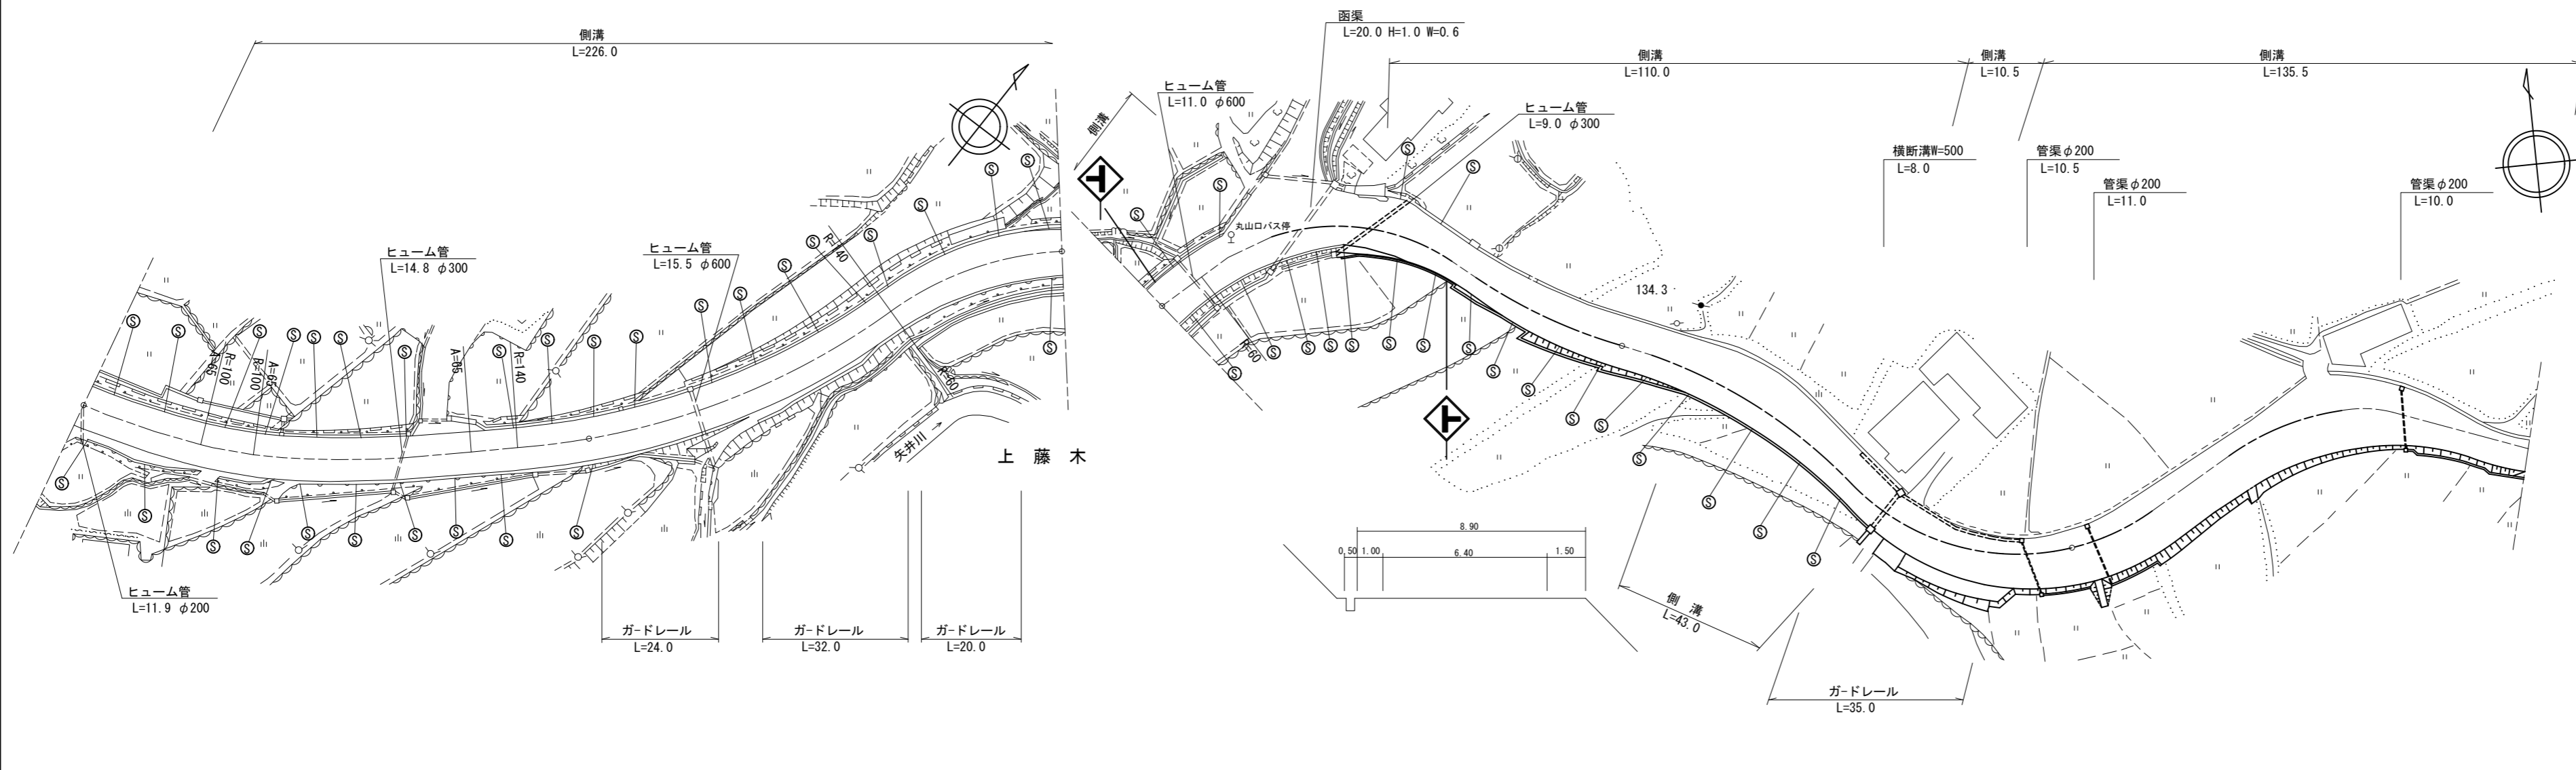 側溝
L=226.0
函渠
L=20.0 H=1.0 W=0.6
側溝
L=110.0
側溝
L=10.5
側溝
L=135.5
ヒューム管
L=11.0 φ600
側溝
ヒューム管
L=9.0 φ300
横断溝W=500
L=8.0
管渠φ200
L=10.5
管渠φ200
L=11.0
管渠φ200
L=10.0
ヒューム管
L=14.8 φ300
ヒューム管
L=15.5 φ600
R=140
丸山口バス停
134.3
A=65
R=100
R=100
A=65
A=65
R=140
R=60
R=60
矢井川
上藤木
ヒューム管
L=11.9 φ200
ガードレール
L=24.0
ガードレール
L=32.0
ガードレール
L=20.0
8.90
0.50 1.00 6.40 1.50
側溝
L=43.0
ガードレール
L=35.0